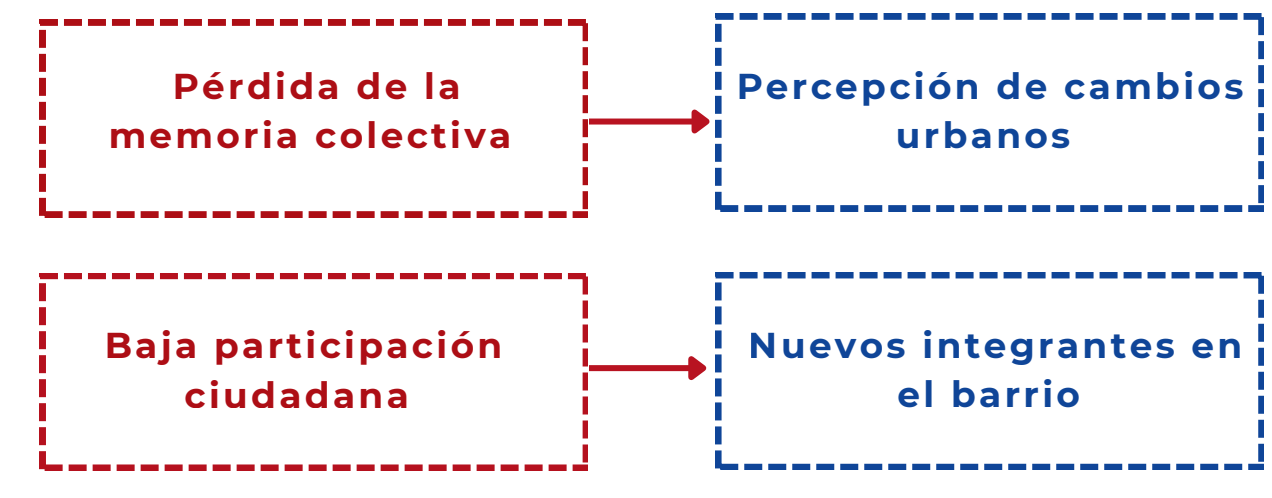 Pérdida de la
memoria colectiva
Percepción de cambios
urbanos
Baja participación
ciudadana
Nuevos integrantes en
el barrio